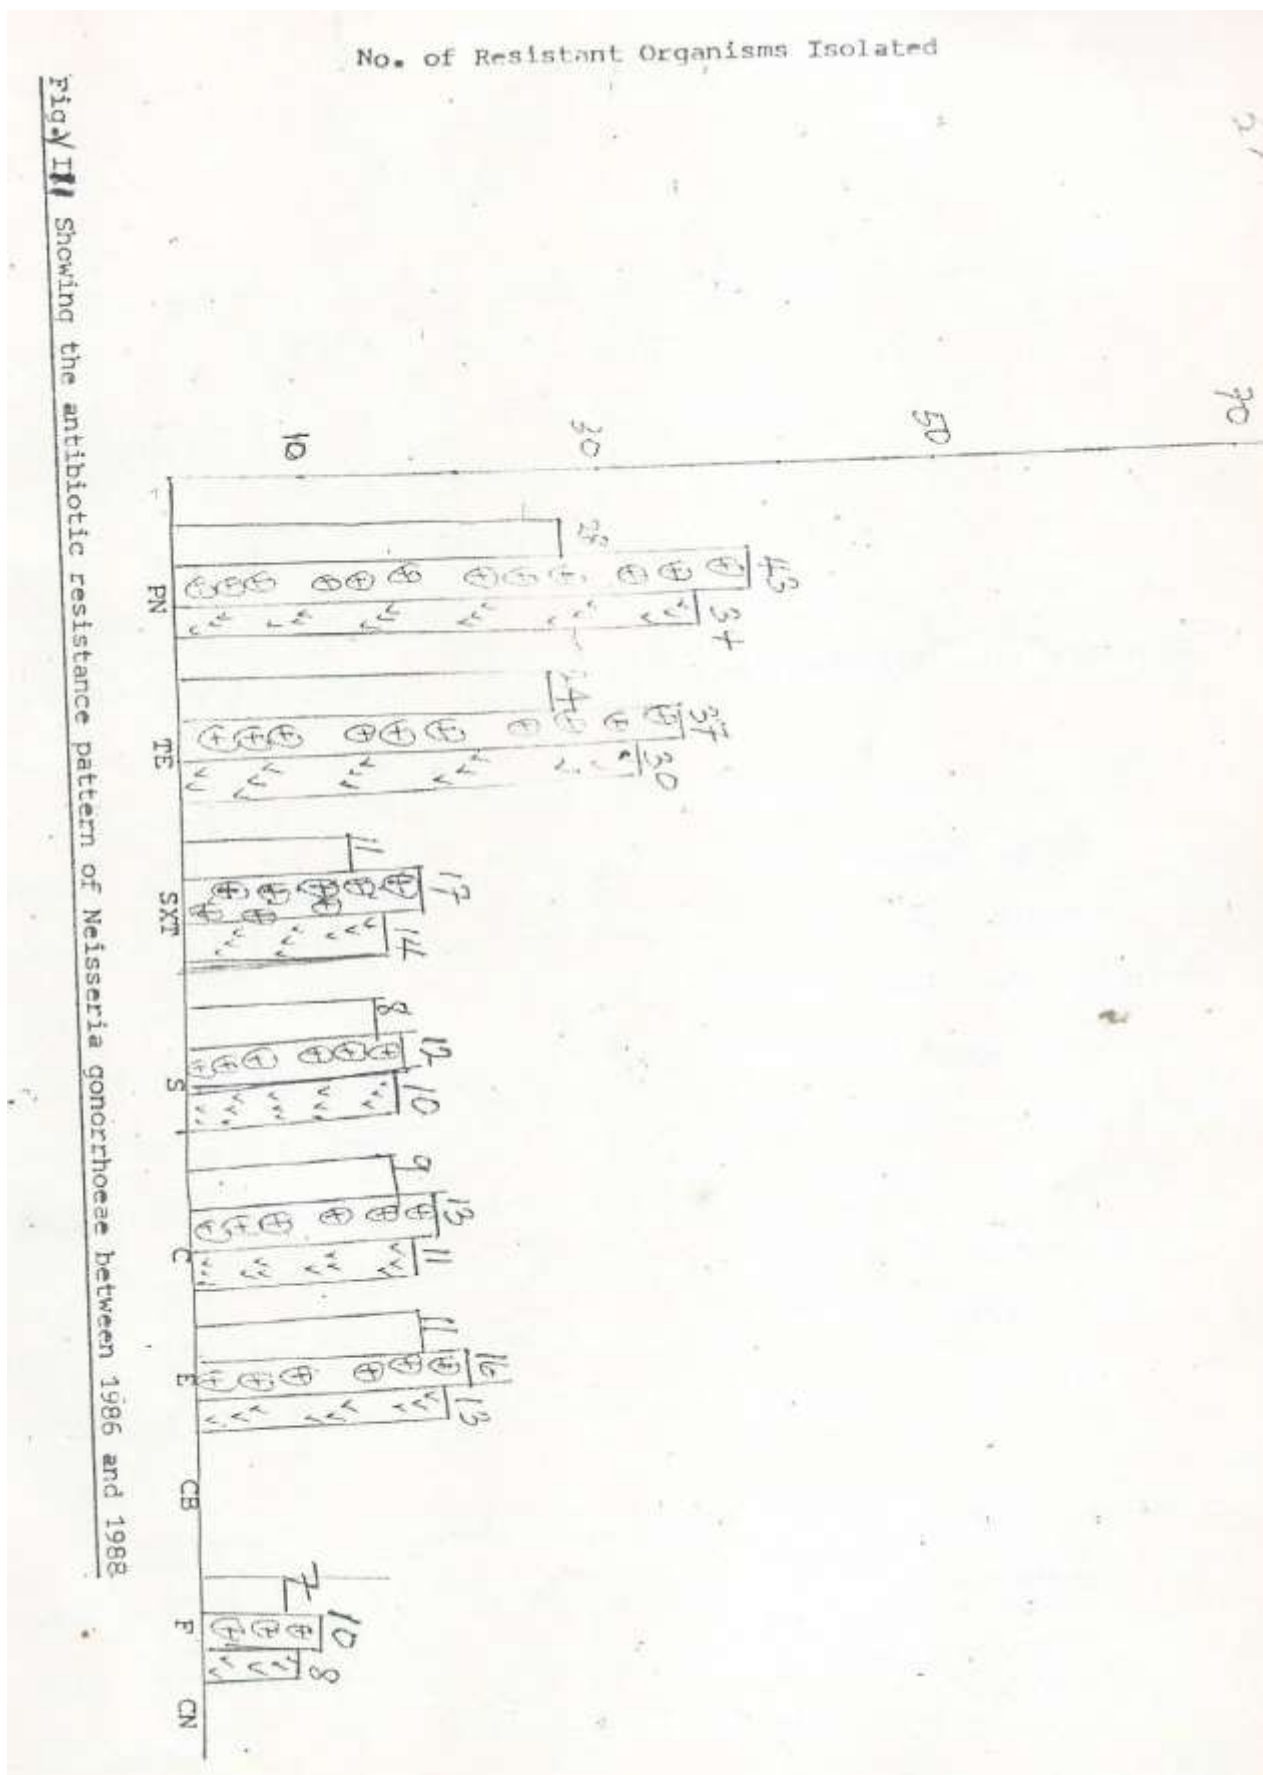 No. of Resistant Organisms Isolated
70
50
30
10
28
43
34
24
37
30
11
17
14
8
12
10
9
13
11
11
16
13
7
10
8
PN
TE
SXT
S
C
E
CB
F
CN
Showing the antibiotic resistance pattern of Neisseria gonorrhoeae between 1986 and 1988